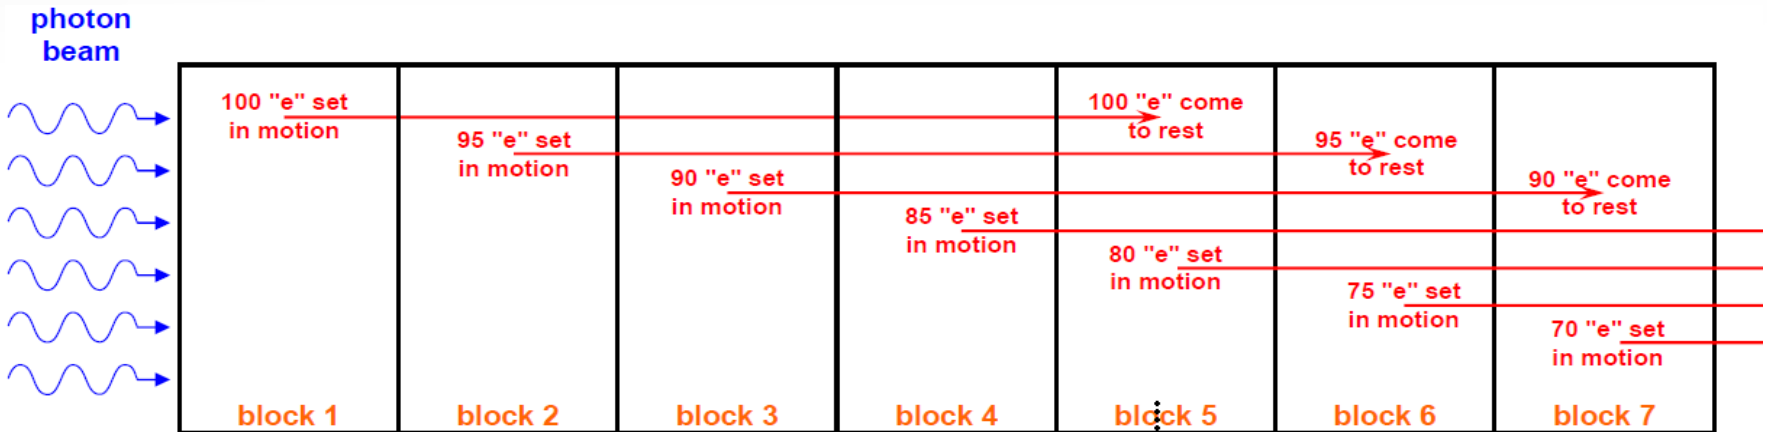 photon
beam
100 "e" set
in motion
100 "e" come
to rest
95 "e" set
in motion
95 "e" come
to rest
90 "e" set
in motion
90 "e" come
to rest
85 "e" set
in motion
80 "e" set
in motion
75 "e" set
in motion
70 "e" set
in motion
block 1
block 2
block 3
block 4
block 5
block 6
block 7